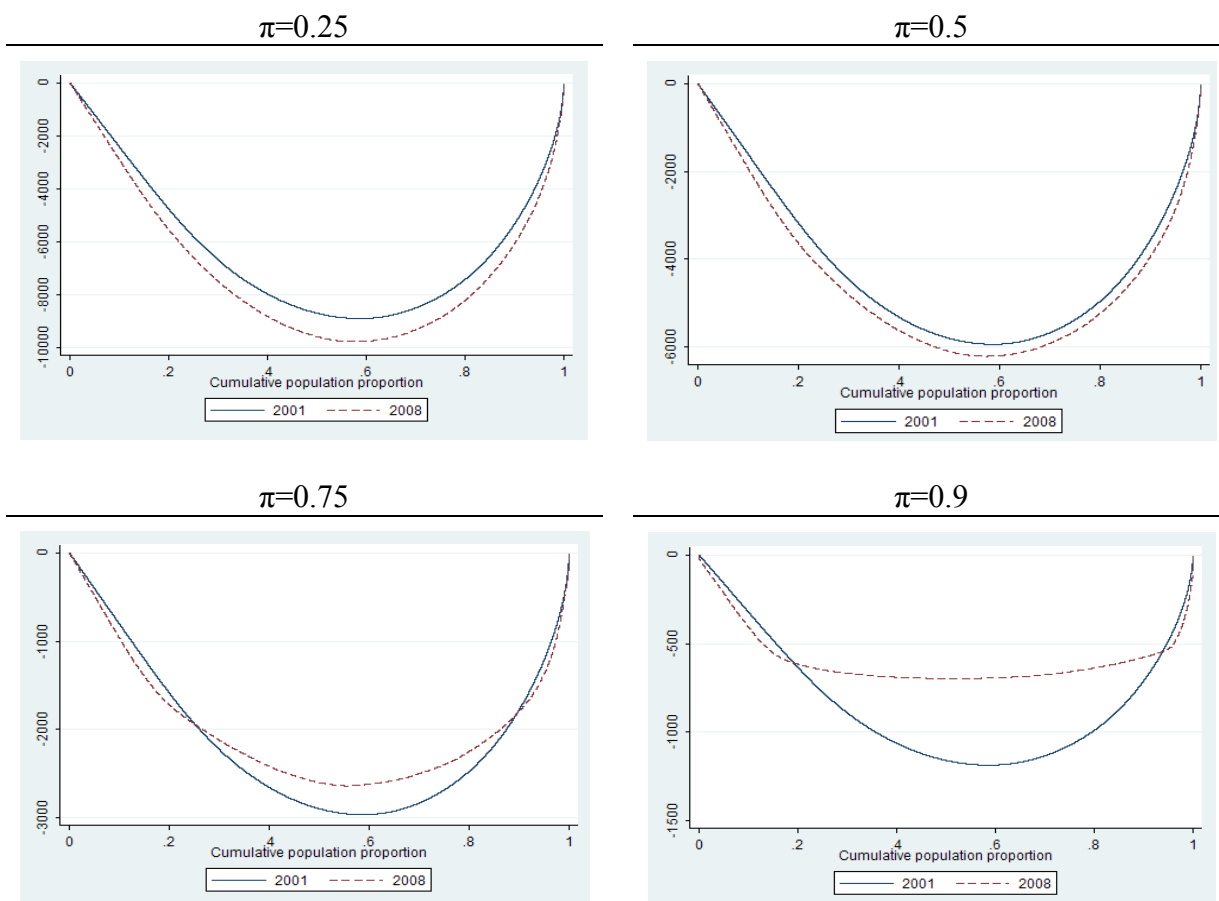 π=0.25
0
-2000
-4000
-6000
-8000
-10000
0 .2 .4 .6 .8 1
Cumulative population proportion
2001 2008
π=0.5
0
-2000
-4000
-6000
0 .2 .4 .6 .8 1
Cumulative population proportion
2001 2008
π=0.75
0
-1000
-2000
-3000
0 .2 .4 .6 .8 1
Cumulative population proportion
2001 2008
π=0.9
0
-500
-1000
-1500
0 .2 .4 .6 .8 1
Cumulative population proportion
2001 2008